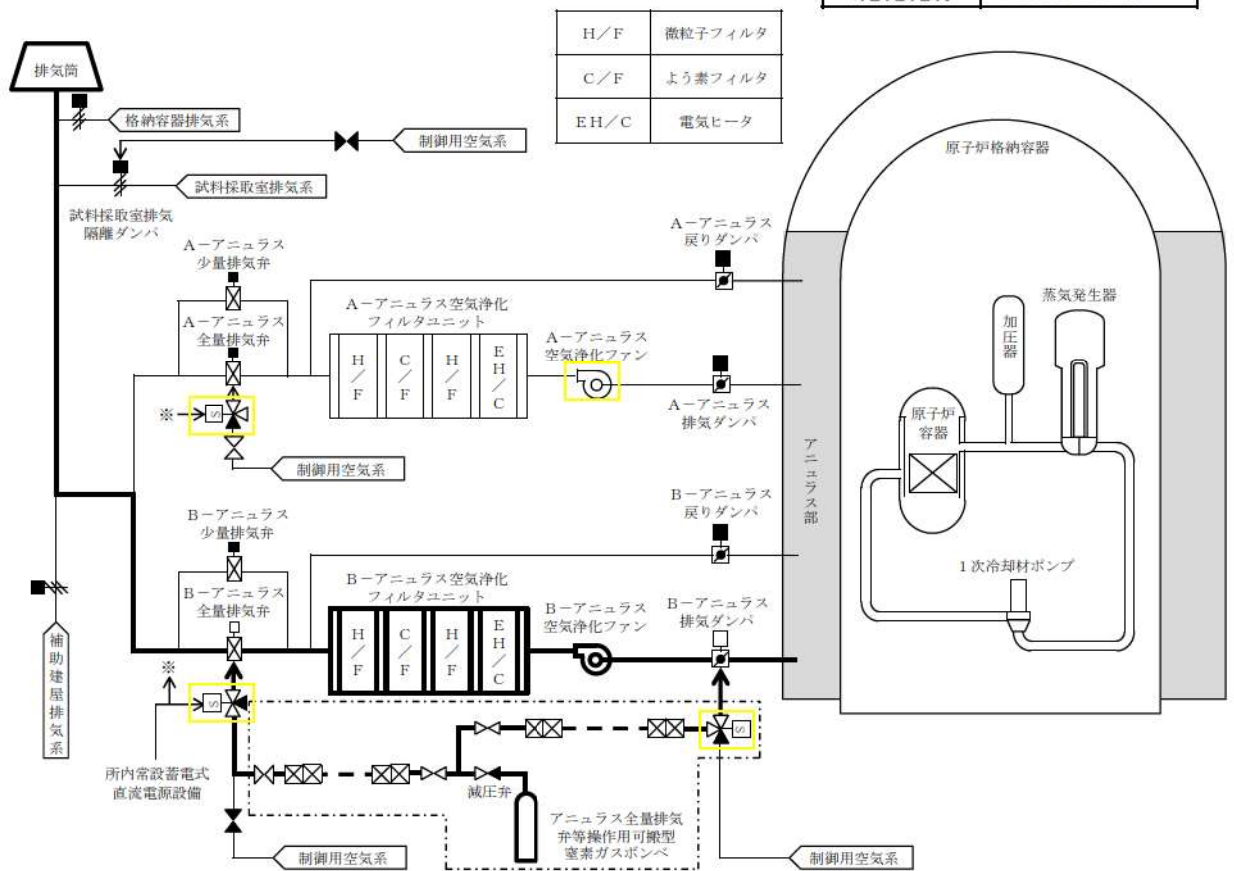 H／F 微粒子フィルタ
C／F よう素フィルタ
EH／C 電気ヒータ
排気筒
格納容器排気系
制御用空気系
試料採取室排気系
試料採取室排気
隔離ダンパ
原子炉格納容器
A－アニュラス
戻りダンパ
A－アニュラス
少量排気弁
A－アニュラス
全量排気弁
A－アニュラス空気浄化
フィルタユニット
H／F
C／F
H／F
EH／C
A－アニュラス
空気浄化ファン
A－アニュラス
排気ダンパ
※
S
制御用空気系
蒸気発生器
加圧器
原子炉
容器
アニュラス部
1次冷却材ポンプ
B－アニュラス
戻りダンパ
B－アニュラス
少量排気弁
B－アニュラス
全量排気弁
B－アニュラス空気浄化
フィルタユニット
H／F
C／F
H／F
EH／C
B－アニュラス
空気浄化ファン
B－アニュラス
排気ダンパ
補助建屋排気系
※
S
S
所内常設蓄電式
直流電源設備
減圧弁
アニュラス全量排気
弁等操作用可搬型
窒素ガスボンベ
制御用空気系
制御用空気系